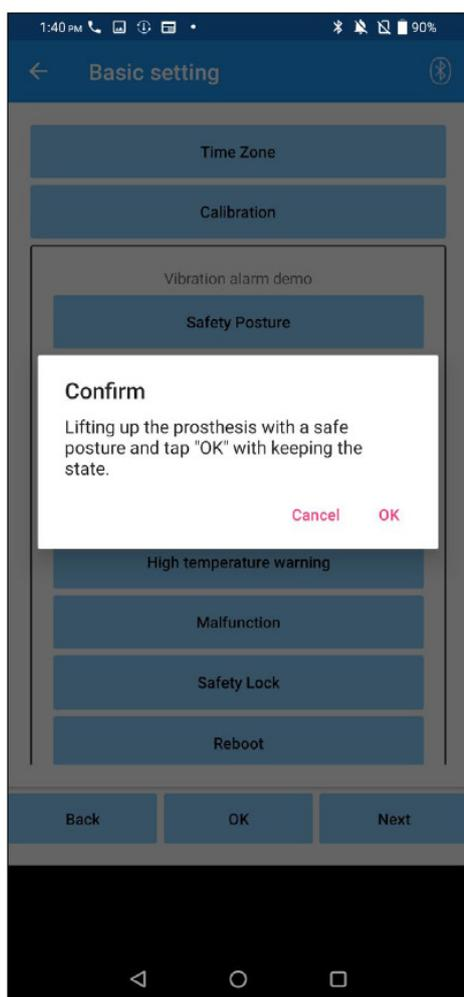 1:40 PM 90%
Basic setting
Time Zone
Calibration
Vibration alarm demo
Safety Posture
Confirm
Lifting up the prosthesis with a safe
posture and tap "OK" with keeping the
state.
Cancel OK
High temperature warning
Malfunction
Safety Lock
Reboot
Back OK Next